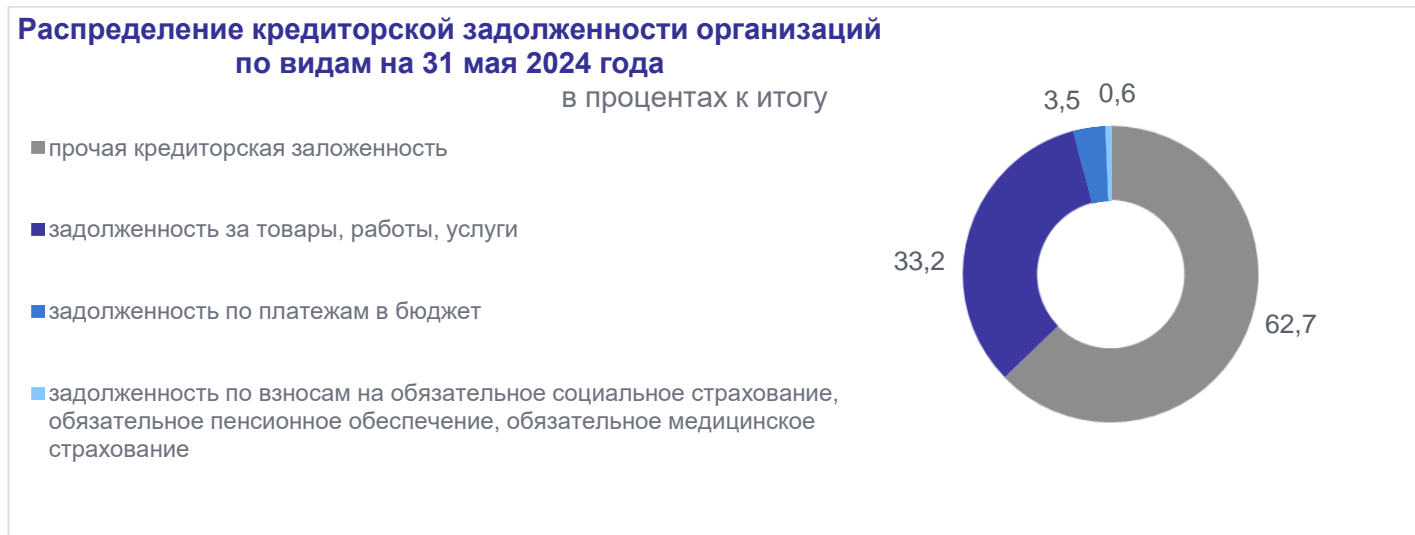 Распределение кредиторской задолженности организаций
по видам на 31 мая 2024 года
в процентах к итогу
прочая кредиторская заложенность
задолженность за товары, работы, услуги
задолженность по платежам в бюджет
задолженность по взносам на обязательное социальное страхование,
обязательное пенсионное обеспечение, обязательное медицинское
страхование
3,5
0,6
33,2
62,7